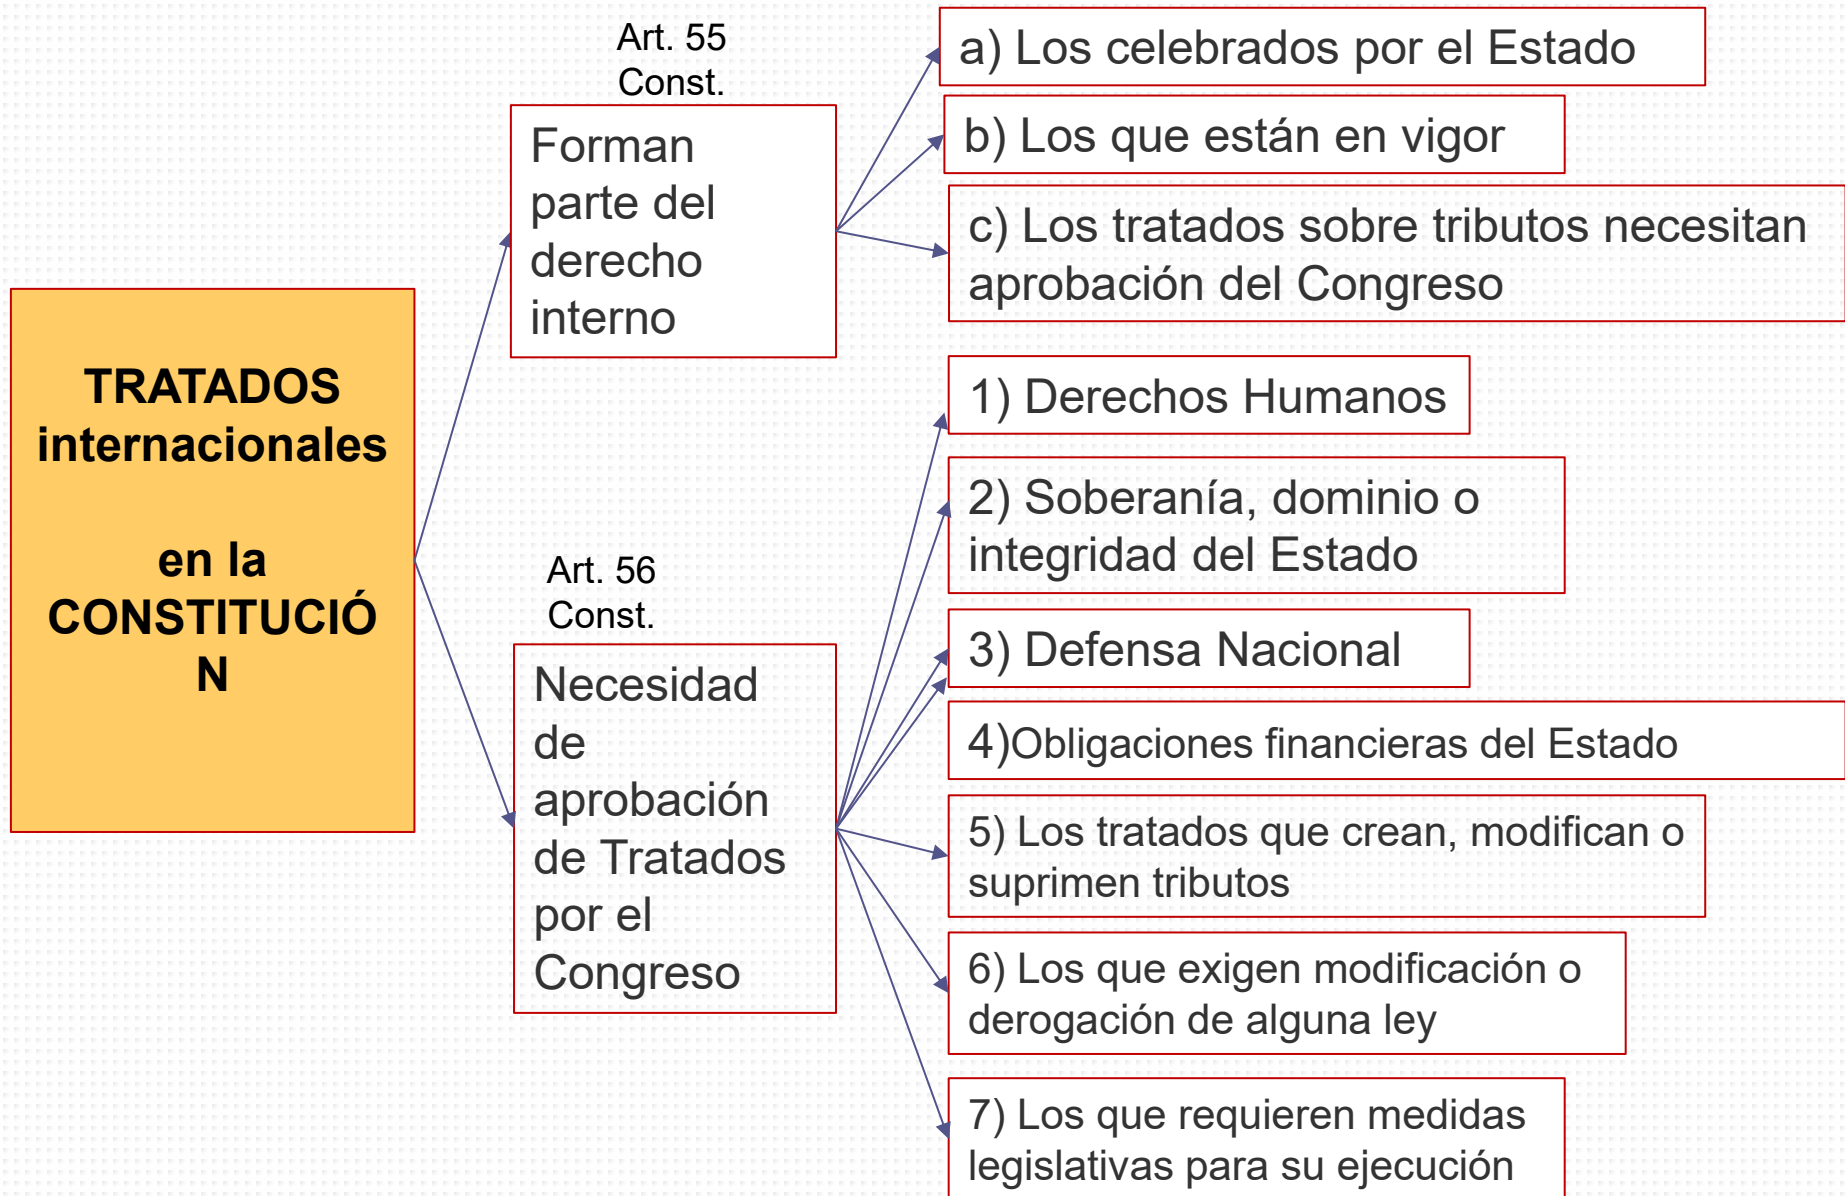 TRATADOS
internacionales
en la
CONSTITUCIÓ
N
Art. 55
Const.
Forman
parte del
derecho
interno
a) Los celebrados por el Estado
b) Los que están en vigor
c) Los tratados sobre tributos necesitan
aprobación del Congreso
Art. 56
Const.
Necesidad
de
aprobación
de Tratados
por el
Congreso
1) Derechos Humanos
2) Soberanía, dominio o
integridad del Estado
3) Defensa Nacional
4)Obligaciones financieras del Estado
5) Los tratados que crean, modifican o
suprimen tributos
6) Los que exigen modificación o
derogación de alguna ley
7) Los que requieren medidas
legislativas para su ejecución